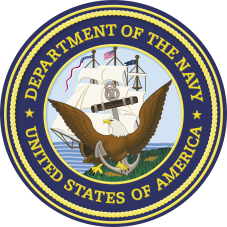 DEPARTMENT OF THE NAVY
UNITED STATES OF AMERICA